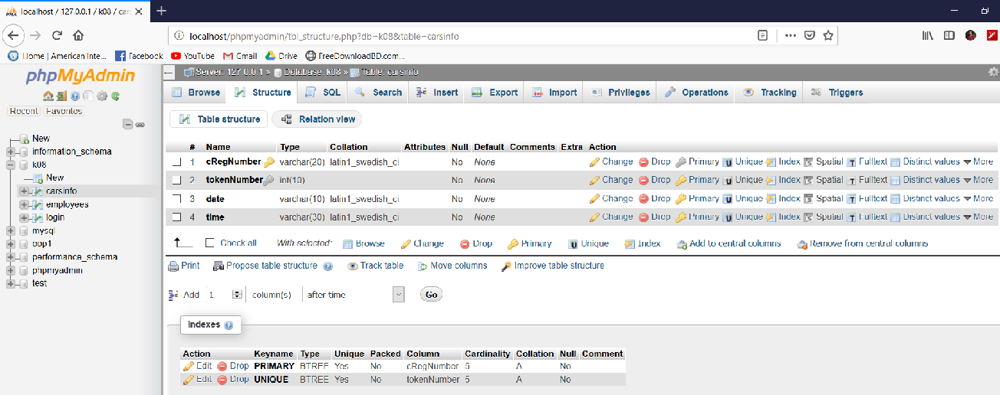 localhost / 127.0.0.1 / k08 / cars
localhost/phpmyadmin/tbl_structure.php?db=k08&table=carsinfo
Home | American Inte... Facebook YouTube Gmail Drive FreeDownloadBD.com...
phpMyAdmin
Recent Favorites
New
information_schema
k08
New
carsinfo
employees
login
mysql
oop1
performance_schema
phpmyadmin
test
Server: 127.0.0.1 » Database: k08 » Table: carsinfo
Browse Structure SQL Search Insert Export Import Privileges Operations Tracking Triggers
Table structure Relation view
# Name Type Collation Attributes Null Default Comments Extra Action
1 cRegNumber varchar(20) latin1_swedish_ci No None Change Drop Primary Unique Index Spatial Fulltext Distinct values More
2 tokenNumber int(10) No None Change Drop Primary Unique Index Spatial Fulltext Distinct values More
3 date varchar(10) latin1_swedish_ci No None Change Drop Primary Unique Index Spatial Fulltext Distinct values More
4 time varchar(30) latin1_swedish_ci No None Change Drop Primary Unique Index Spatial Fulltext Distinct values More
Check all With selected: Browse Change Drop Primary Unique Index Add to central columns Remove from central columns
Print Propose table structure Track table Move columns Improve table structure
Add 1 column(s) after time Go
Indexes
Action Keyname Type Unique Packed Column Cardinality Collation Null Comment
Edit Drop PRIMARY BTREE Yes No cRegNumber 5 A No
Edit Drop UNIQUE BTREE Yes No tokenNumber 5 A No